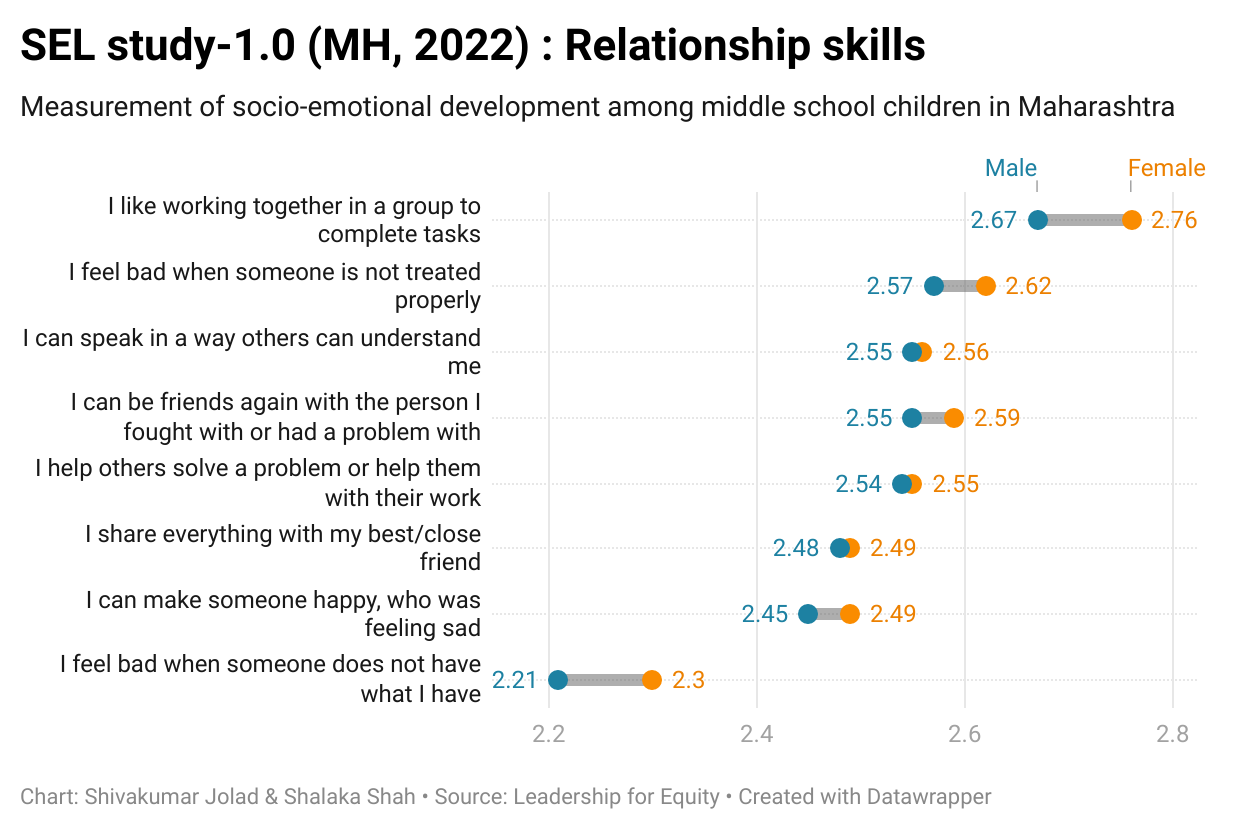 SEL study-1.0 (MH, 2022) : Relationship skills
Measurement of socio-emotional development among middle school children in Maharashtra
Male Female
I like working together in a group to
complete tasks
2.67 2.76
I feel bad when someone is not treated
properly
2.57 2.62
I can speak in a way others can understand
me
2.55 2.56
I can be friends again with the person I
fought with or had a problem with
2.55 2.59
I help others solve a problem or help them
with their work
2.54 2.55
I share everything with my best/close
friend
2.48 2.49
I can make someone happy, who was
feeling sad
2.45 2.49
I feel bad when someone does not have
what I have
2.21 2.3
2.2 2.4 2.6 2.8
Chart: Shivakumar Jolad & Shalaka Shah • Source: Leadership for Equity • Created with Datawrapper